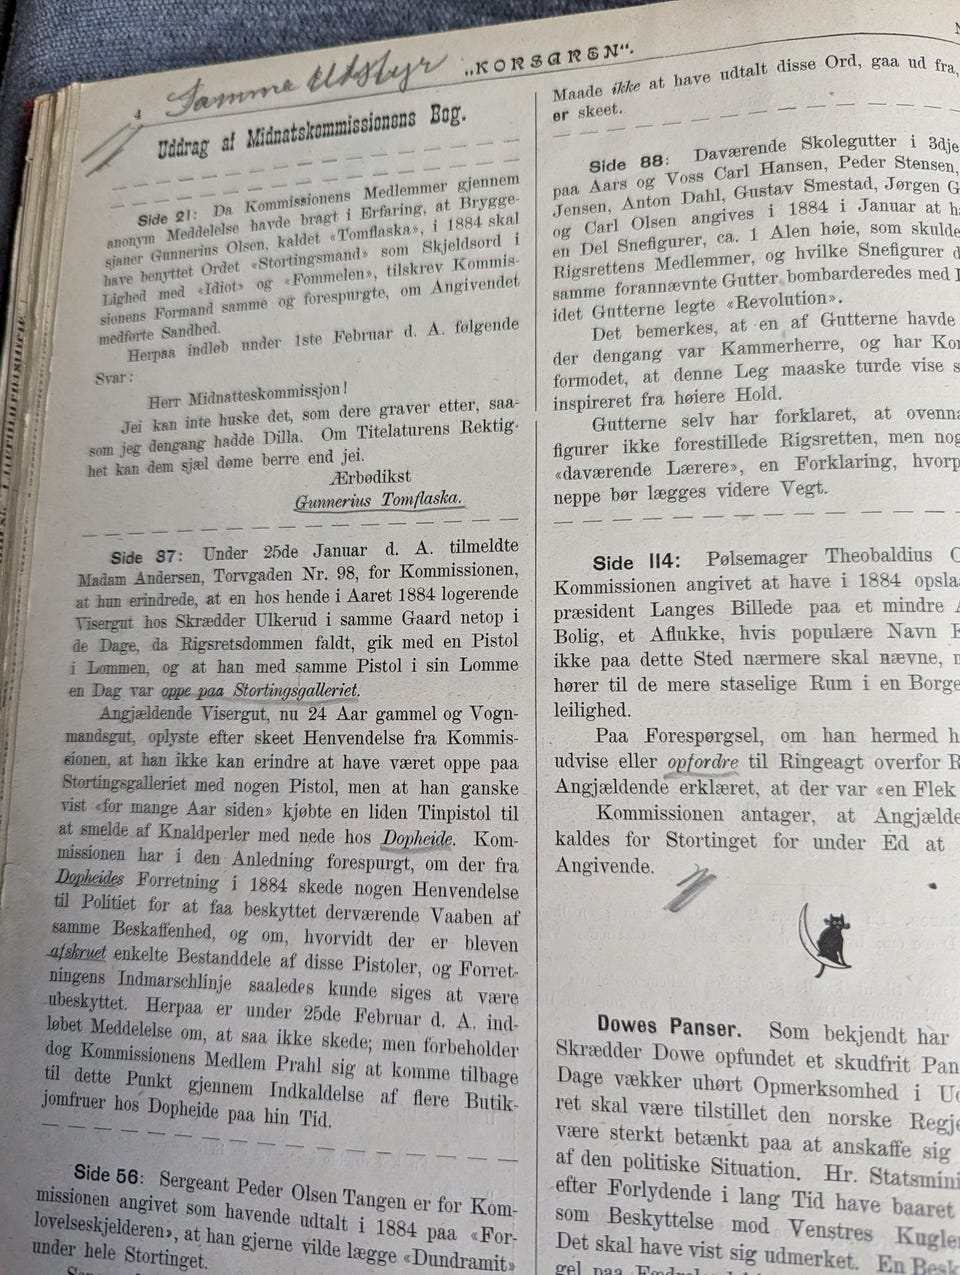 4
Samme Udstyr
„KORSAREN“.
Uddrag af Midnatskommissionens Bog.
Side 21: Da Kommissionens Medlemmer gjennem
anonym Meddelelse havde bragt i Erfaring, at Brygge-
sjauer Gunnerius Olsen, kaldet «Tomflaska», i 1884 skal
have benyttet Ordet «Stortingsmand» som Skjeldsord i
Lighed med «Idiot» og «Fommelen», tilskrev Kommis-
sionens Formand samme og forespurgte, om Angivendet
medførte Sandhed.
Herpaa indløb under 1ste Februar d. A. følgende
Svar:
Herr Midnatteskommissjon!
Jei kan inte huske det, som dere graver etter, saa-
som jeg dengang hadde Dilla. Om Titelaturens Rektig-
het kan dem sjæl døme berre end jei.
Ærbødikst
Gunnerius Tomflaska.
Side 37: Under 25de Januar d. A. tilmeldte
Madam Andersen, Torvgaden Nr. 98, for Kommissionen,
at hun erindrede, at en hos hende i Aaret 1884 logerende
Visergut hos Skrædder Ulkerud i samme Gaard netop i
de Dage, da Rigsretsdommen faldt, gik med en Pistol
i Lommen, og at han med samme Pistol i sin Lomme
en Dag var oppe paa Stortingsgalleriet.
Angjældende Visergut, nu 24 Aar gammel og Vogn-
mandsgut, oplyste efter skeet Henvendelse fra Kommis-
sionen, at han ikke kan erindre at have været oppe paa
Stortingsgalleriet med nogen Pistol, men at han ganske
vist «for mange Aar siden» kjøbte en liden Tinpistol til
at smelde af Knaldperler med nede hos Dopheide. Kom-
missionen har i den Anledning forespurgt, om der fra
Dopheides Forretning i 1884 skede nogen Henvendelse
til Politiet for at faa beskyttet derværende Vaaben af
samme Beskaffenhed, og om, hvorvidt der er bleven
afskruet enkelte Bestanddele af disse Pistoler, og Forret-
ningens Indmarschlinje saaledes kunde siges at være
ubeskyttet. Herpaa er under 25de Februar d. A. ind-
løbet Meddelelse om, at saa ikke skede; men forbeholder
dog Kommissionens Medlem Prahl sig at komme tilbage
til dette Punkt gjennem Indkaldelse af flere Butik-
jomfruer hos Dopheide paa hin Tid.
Side 56: Sergeant Peder Olsen Tangen er for Kom-
missionen angivet som havende udtalt i 1884 paa «For-
lovelseskjelderen», at han gjerne vilde lægge «Dundramit»
under hele Stortinget.
Maade ikke at have udtalt disse Ord, gaa ud fra,
er skeet.
Side 88: Daværende Skolegutter i 3dje
paa Aars og Voss Carl Hansen, Peder Stensen,
Jensen, Anton Dahl, Gustav Smestad, Jørgen G
og Carl Olsen angives i 1884 i Januar at h
en Del Snefigurer, ca. 1 Alen høie, som skulde
Rigsrettens Medlemmer, og hvilke Snefigurer d
samme forannævnte Gutter bombarderedes med
idet Gutterne legte «Revolution».
Det bemerkes, at en af Gutterne havde
der dengang var Kammerherre, og har Kom
formodet, at denne Leg maaske turde vise s
inspireret fra høiere Hold.
Gutterne selv har forklaret, at ovenna
figurer ikke forestillede Rigsretten, men nog
«daværende Lærere», en Forklaring, hvorp
neppe bør lægges videre Vegt.
Side 114: Pølsemager Theobaldius O
Kommissionen angivet at have i 1884 opsla
præsident Langes Billede paa et mindre
Bolig, et Aflukke, hvis populære Navn
ikke paa dette Sted nærmere skal nævne, m
hører til de mere staselige Rum i en Borge
leilighed.
Paa Forespørgsel, om han hermed h
udvise eller opfordre til Ringeagt overfor R
Angjældende erklæret, at der var «en Flek
Kommissionen antager, at Angjælde
kaldes for Stortinget for under Ed at
Angivende.
Dowes Panser. Som bekjendt har
Skrædder Dowe opfundet et skudfrit Pan
Dage vækker uhørt Opmerksomhed i Ud
ret skal være tilstillet den norske Regje
være sterkt betænkt paa at anskaffe sig
af den politiske Situation. Hr. Statsmini
efter Forlydende i lang Tid have baaret
som Beskyttelse mod Venstres Kugler
Det skal have vist sig udmerket. En Besk